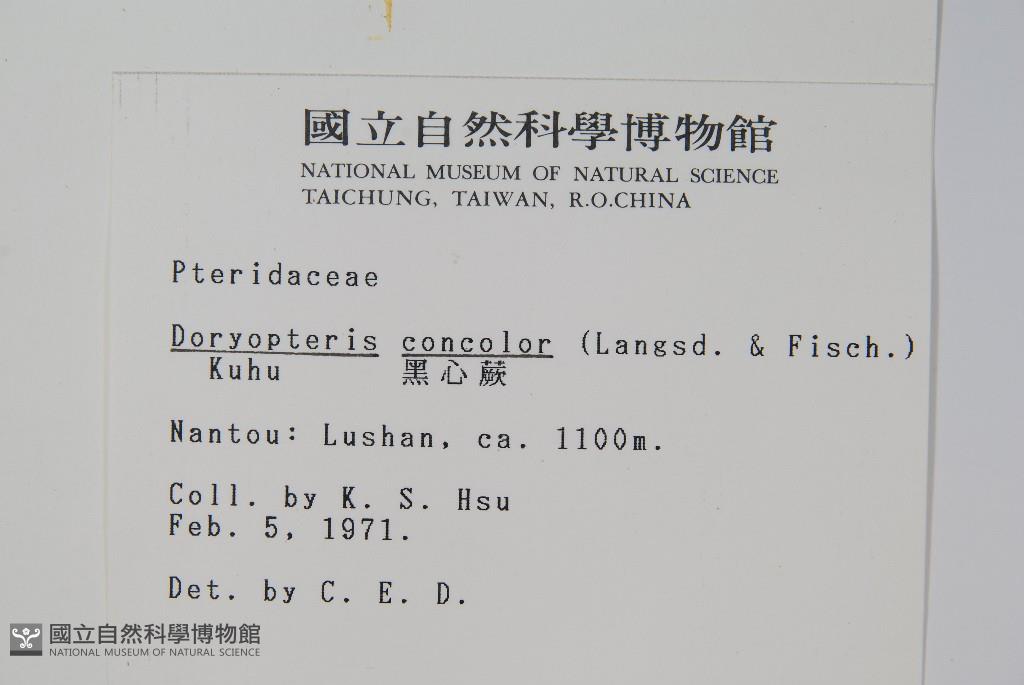 國立自然科學博物館
NATIONAL MUSEUM OF NATURAL SCIENCE
TAICHUNG, TAIWAN, R.O.CHINA
Pteridaceae
Doryopteris concolor (Langsd. & Fisch.)
Kuhu 黑心蕨
Nantou: Lushan, ca. 1100m.
Coll. by K. S. Hsu
Feb. 5, 1971.
Det. by C. E. D.
國立自然科學博物館
NATIONAL MUSEUM OF NATURAL SCIENCE